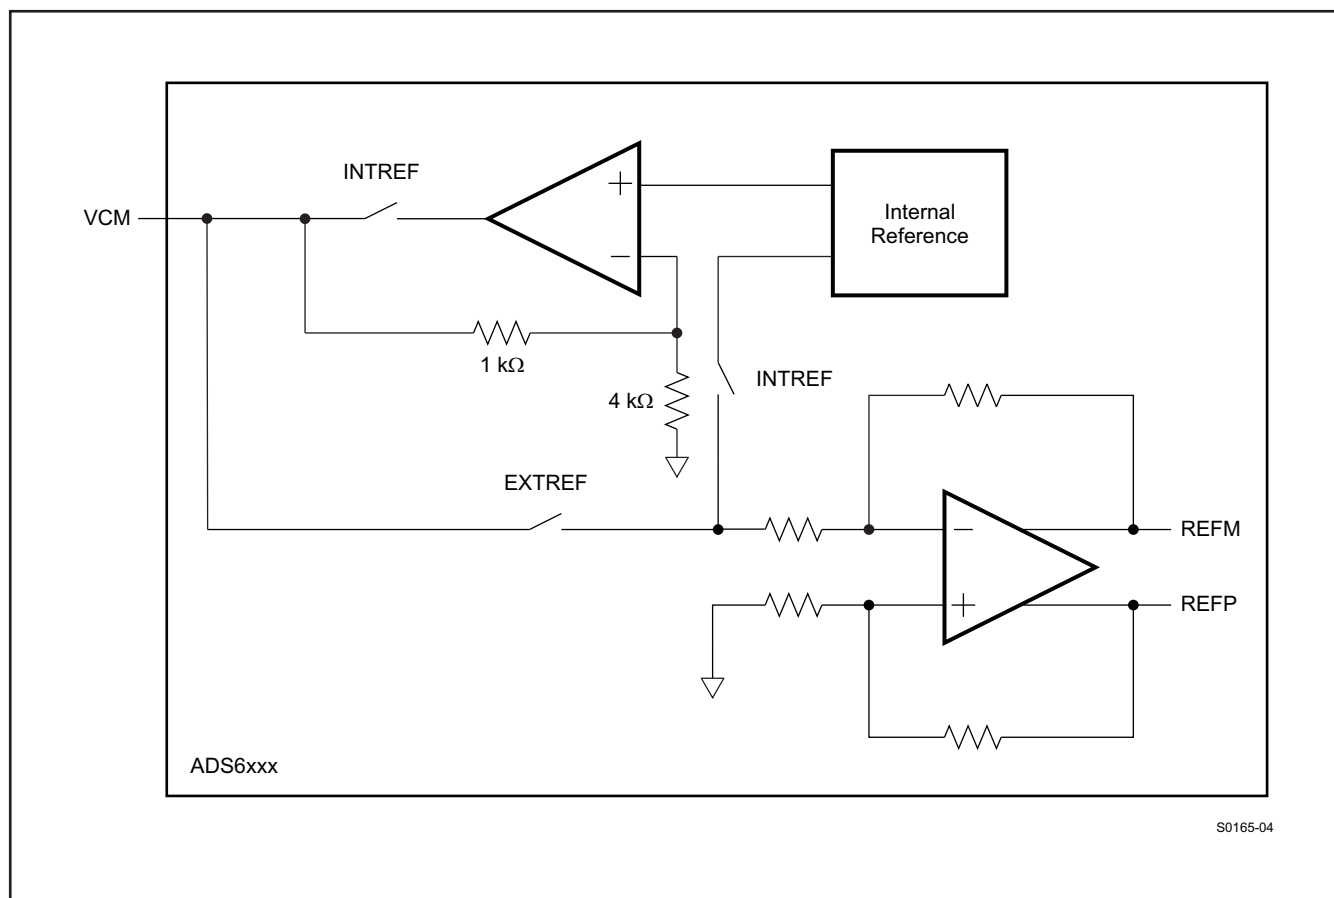 INTREF
VCM
+
−
Internal
Reference
1 kΩ
4 kΩ
INTREF
EXTREF
−
REFM
+
REFP
ADS6xxx
S0165-04